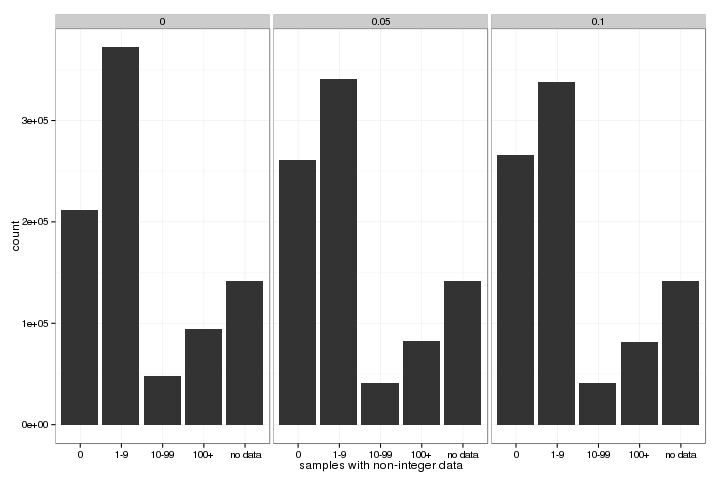 0 0.05 0.1
count
3e+05
2e+05
1e+05
0e+00
0 1-9 10-99 100+ no data 0 1-9 10-99 100+ no data 0 1-9 10-99 100+ no data
samples with non-integer data